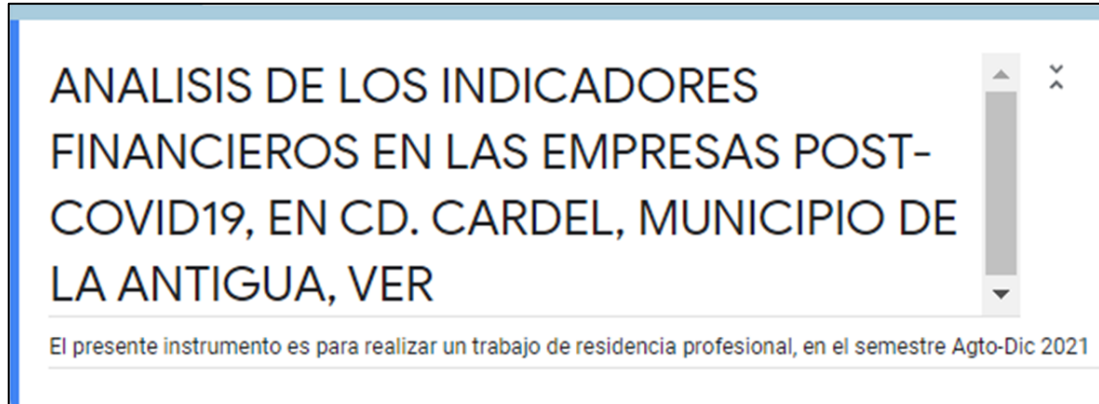 ANALISIS DE LOS INDICADORES
FINANCIEROS EN LAS EMPRESAS POST-
COVID19, EN CD. CARDEL, MUNICIPIO DE
LA ANTIGUA, VER
El presente instrumento es para realizar un trabajo de residencia profesional, en el semestre Agto-Dic 2021